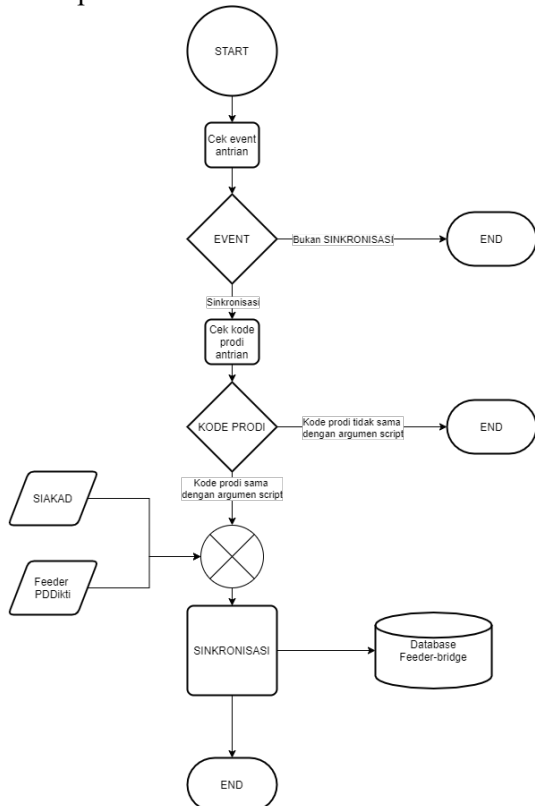 START
Cek event
antrian
EVENT
Bukan SINKRONISASI
END
Sinkronisasi
Cek kode
prodi
antrian
KODE PRODI
Kode prodi tidak sama
dengan argumen script
END
Kode prodi sama
dengan argumen script
SIAKAD
Feeder
PDDikti
SINKRONISASI
Database
Feeder-bridge
END